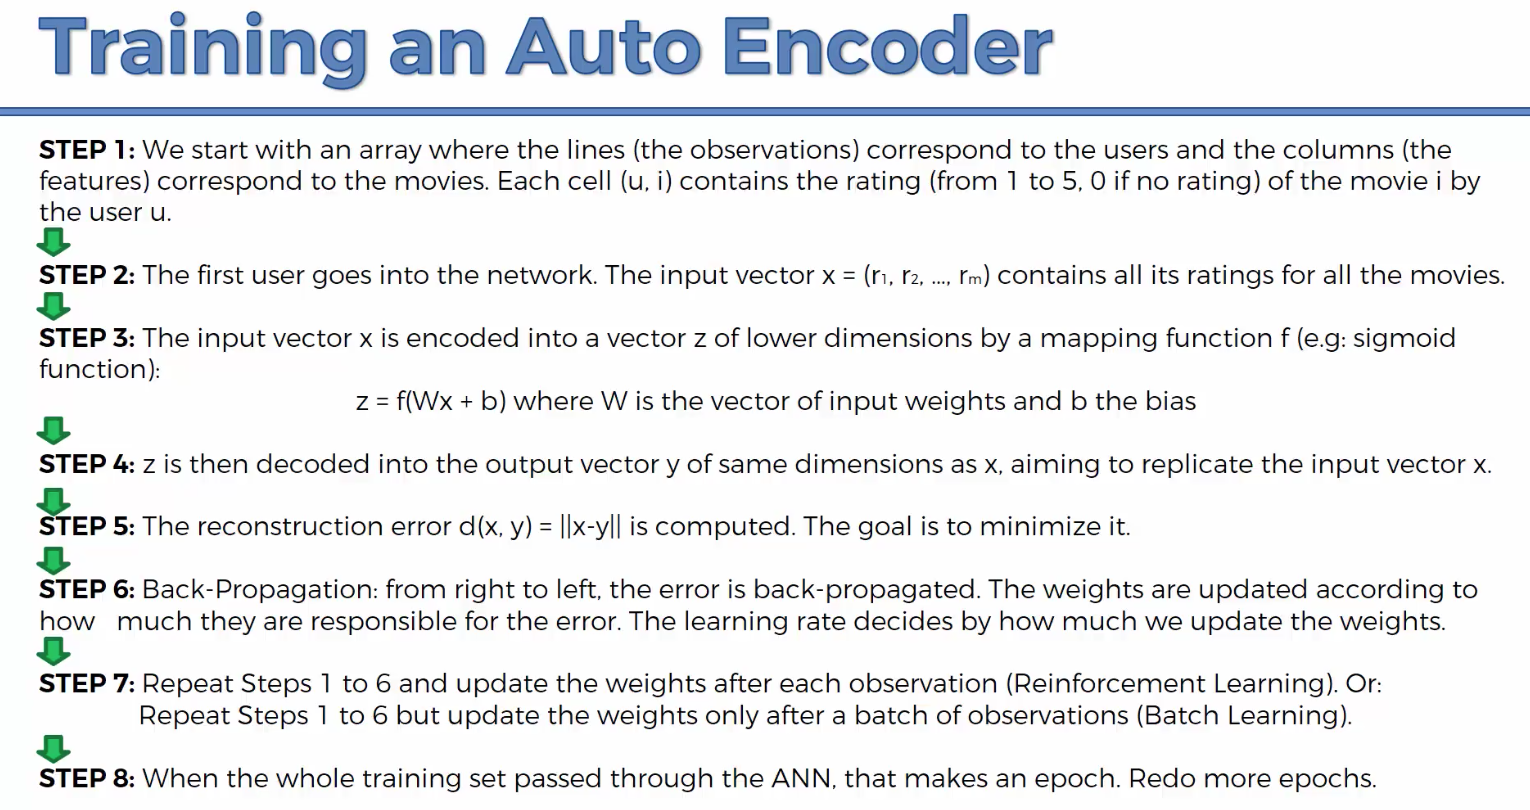 Training an Auto Encoder
STEP 1: We start with an array where the lines (the observations) correspond to the users and the columns (the
features) correspond to the movies. Each cell (u, i) contains the rating (from 1 to 5, 0 if no rating) of the movie i by
the user u.
STEP 2: The first user goes into the network. The input vector x = (r₁, r₂, ..., rₘ) contains all its ratings for all the movies.
STEP 3: The input vector x is encoded into a vector z of lower dimensions by a mapping function f (e.g: sigmoid
function):
z = f(Wx + b) where W is the vector of input weights and b the bias
STEP 4: z is then decoded into the output vector y of same dimensions as x, aiming to replicate the input vector x.
STEP 5: The reconstruction error d(x, y) = ||x-y|| is computed. The goal is to minimize it.
STEP 6: Back-Propagation: from right to left, the error is back-propagated. The weights are updated according to
how much they are responsible for the error. The learning rate decides by how much we update the weights.
STEP 7: Repeat Steps 1 to 6 and update the weights after each observation (Reinforcement Learning). Or:
Repeat Steps 1 to 6 but update the weights only after a batch of observations (Batch Learning).
STEP 8: When the whole training set passed through the ANN, that makes an epoch. Redo more epochs.